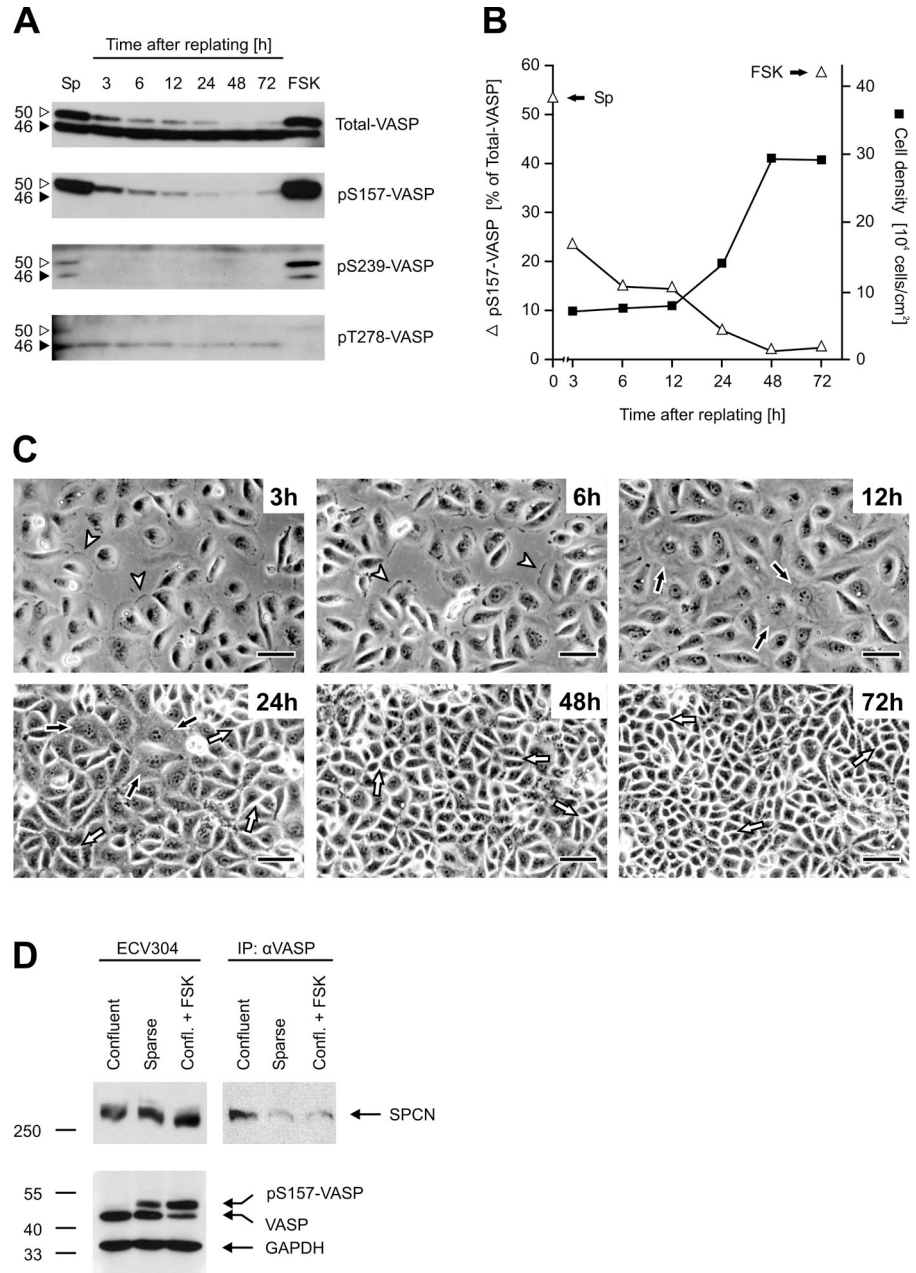 A
Time after replating [h]
Sp 3 6 12 24 48 72 FSK
50
46
Total-VASP
50
46
pS157-VASP
50
46
pS239-VASP
50
46
pT278-VASP
B
△ pS157-VASP [% of Total-VASP]
60
50
40
30
20
10
0
Sp
FSK
40
30
20
10
0
■ Cell density [10⁴ cells/cm²]
0 3 6 12 24 48 72
Time after replating [h]
C
3h
6h
12h
24h
48h
72h
D
ECV304
IP: αVASP
Confluent
Sparse
Confl. + FSK
Confluent
Sparse
Confl. + FSK
250
SPCN
55
40
33
pS157-VASP
VASP
GAPDH